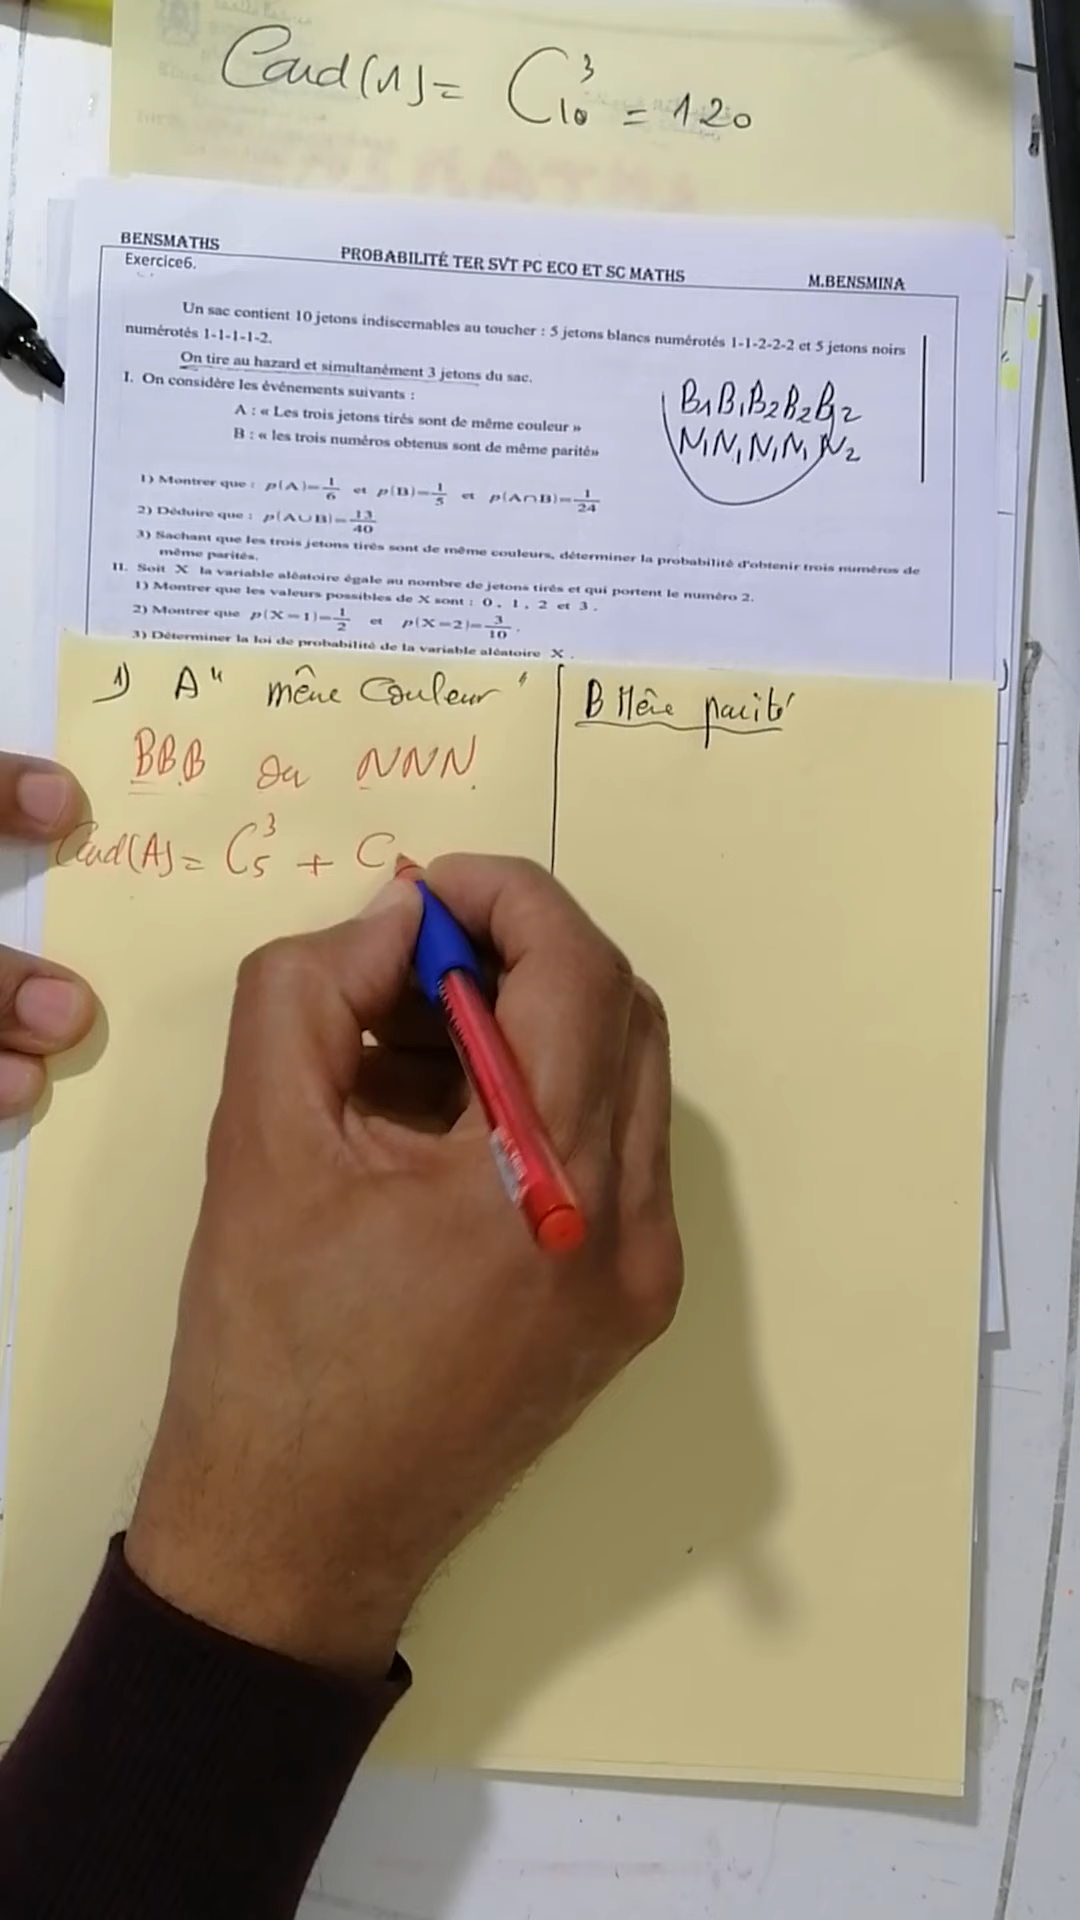 Card(Ω) = C₁₀³ = 120
BENSMATHS PROBABILITÉ TER SVT PC ECO ET SC MATHS M.BENSMINA
Exercice6.
Un sac contient 10 jetons indiscernables au toucher : 5 jetons blancs numérotés 1-1-2-2-2 et 5 jetons noirs
numérotés 1-1-1-1-2.
On tire au hazard et simultanément 3 jetons du sac.
I. On considère les événements suivants :
A : « Les trois jetons tirés sont de même couleur »
B : « les trois numéros obtenus sont de même parité»
B₁B₁B₂B₂B₂
N₁N₁N₁N₁N₂
1) Montrer que : p(A)=1/6 et p(B)=1/5 et p(A∩B)=1/24
2) Déduire que : p(A∪B)=13/40
3) Sachant que les trois jetons tirés sont de même couleurs, déterminer la probabilité d'obtenir trois numéros de
même parités.
II. Soit X la variable aléatoire égale au nombre de jetons tirés et qui portent le numéro 2.
1) Montrer que les valeurs possibles de X sont : 0 , 1 , 2 et 3 .
2) Montrer que p(X=1)=1/2 et p(X=2)=3/10 .
3) Déterminer la loi de probabilité de la variable aléatoire X .
1) A " même Couleur "
BBB ou NNN
Card(A) = C₅³ + C
B Même parité